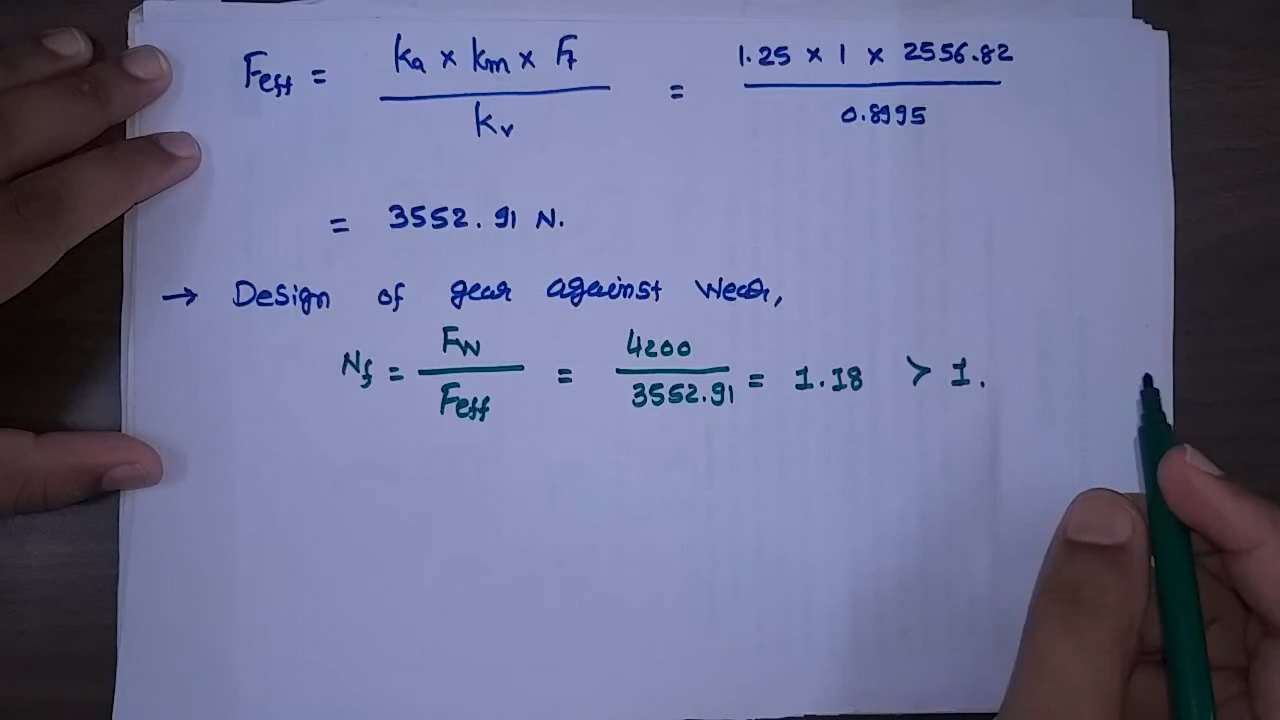 Feff = ka × km × Ft / kv = 1.25 × 1 × 2556.82 / 0.8995
= 3552.91 N.
→ Design of gear against wear,
Nf = Fw / Feff = 4200 / 3552.91 = 1.18 > 1.